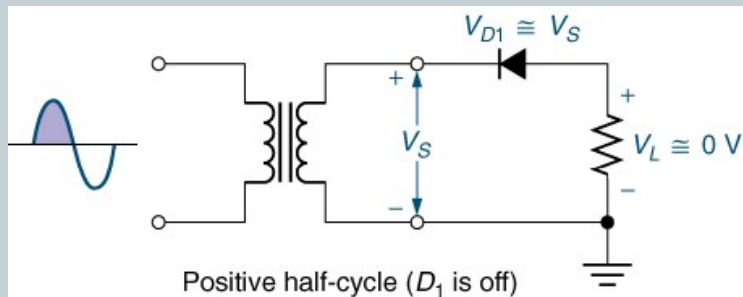 V_D1 ≅ V_S
+
+
V_S
V_L ≅ 0 V
−
−
Positive half-cycle (D_1 is off)